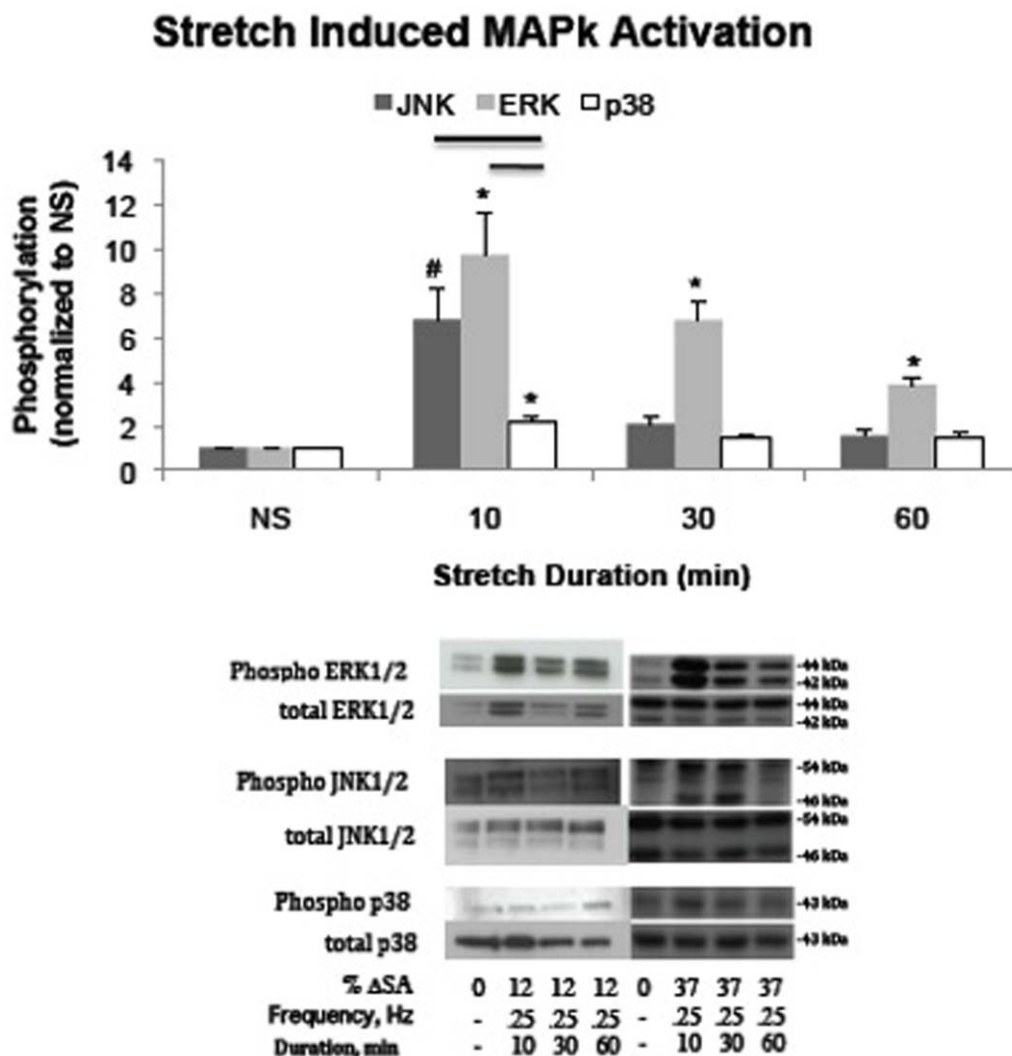 Stretch Induced MAPk Activation
JNK ERK p38
Phosphorylation
(normalized to NS)
14
12
10
8
6
4
2
0
*
#
*
*
*
NS 10 30 60
Stretch Duration (min)
Phospho ERK1/2 -44 kDa
-42 kDa
total ERK1/2 -44 kDa
-42 kDa
Phospho JNK1/2 -54 kDa
-46 kDa
total JNK1/2 -54 kDa
-46 kDa
Phospho p38 -43 kDa
total p38 -43 kDa
% ΔSA 0 12 12 12 0 37 37 37
Frequency, Hz - .25 .25 .25 - .25 .25 .25
Duration, min - 10 30 60 - 10 30 60